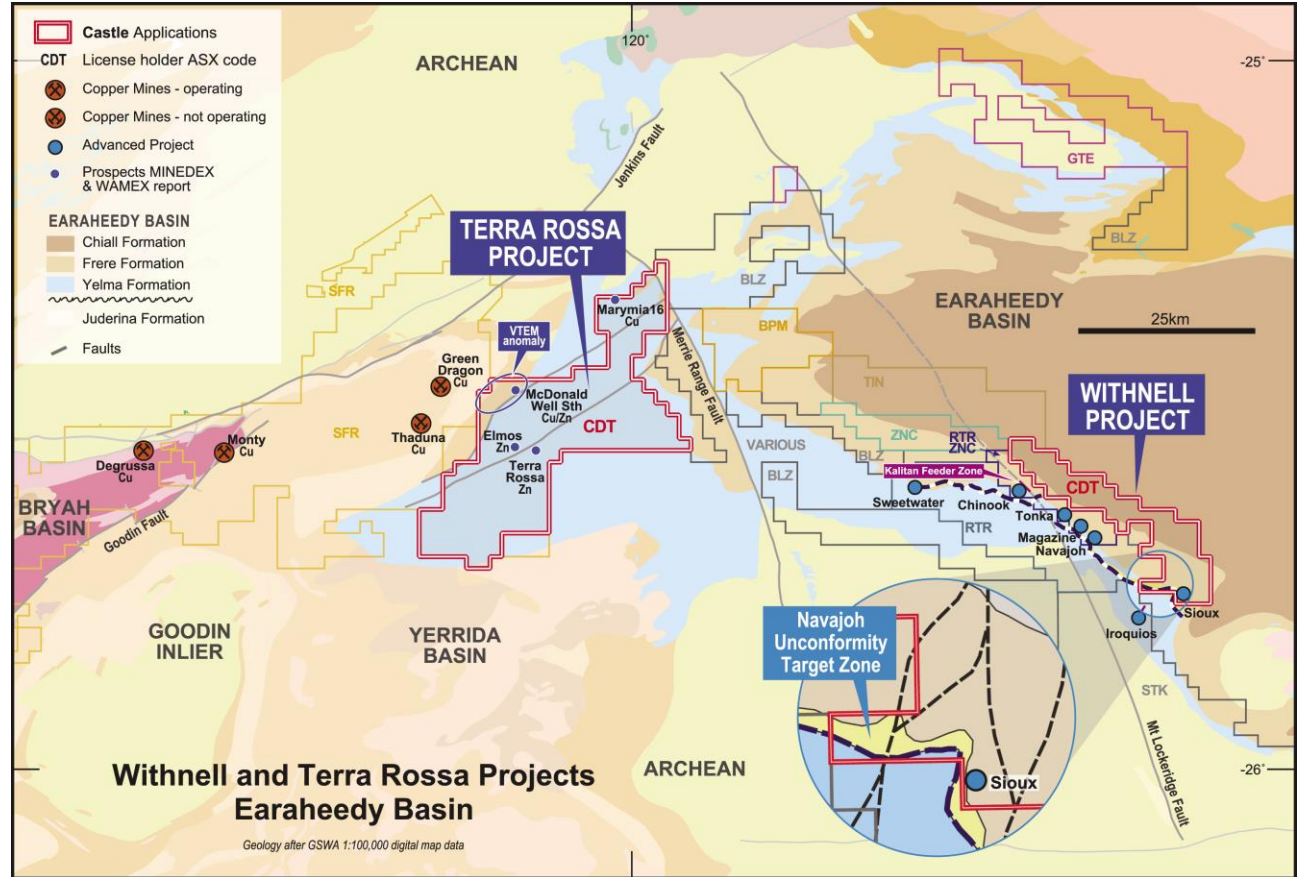 Castle Applications
CDT License holder ASX code
Copper Mines - operating
Copper Mines - not operating
Advanced Project
Prospects MINEDEX
& WAMEX report
EARAHEEDY BASIN
Chiall Formation
Frere Formation
Yelma Formation
Juderina Formation
Faults
120°
-25°
ARCHEAN
Jenkins Fault
GTE
BLZ
TERRA ROSSA
PROJECT
SFR
BLZ
EARAHEEDY
BASIN
25km
Marymia16
Cu
BPM
VTEM
anomaly
Merrie Range Fault
Green
Dragon
Cu
McDonald
Well Sth
Cu/Zn
TIN
WITHNELL
PROJECT
SFR
Thaduna
Cu
CDT
Elmos
Zn
Terra
Rossa
Zn
VARIOUS
ZNC
RTR
ZNC
BLZ
BLZ
Degrussa
Cu
Monty
Cu
Kalitan Feeder Zone
CDT
Sweetwater
Chinook
Tonka
Magazine
Navajoh
RTR
BRYAH
BASIN
Goodin Fault
Sioux
Iroquios
GOODIN
INLIER
YERRIDA
BASIN
Navajoh
Unconformity
Target Zone
STK
Mt Lockeridge Fault
ARCHEAN
-26°
Sioux
Withnell and Terra Rossa Projects
Earaheedy Basin
Geology after GSWA 1:100,000 digital map data